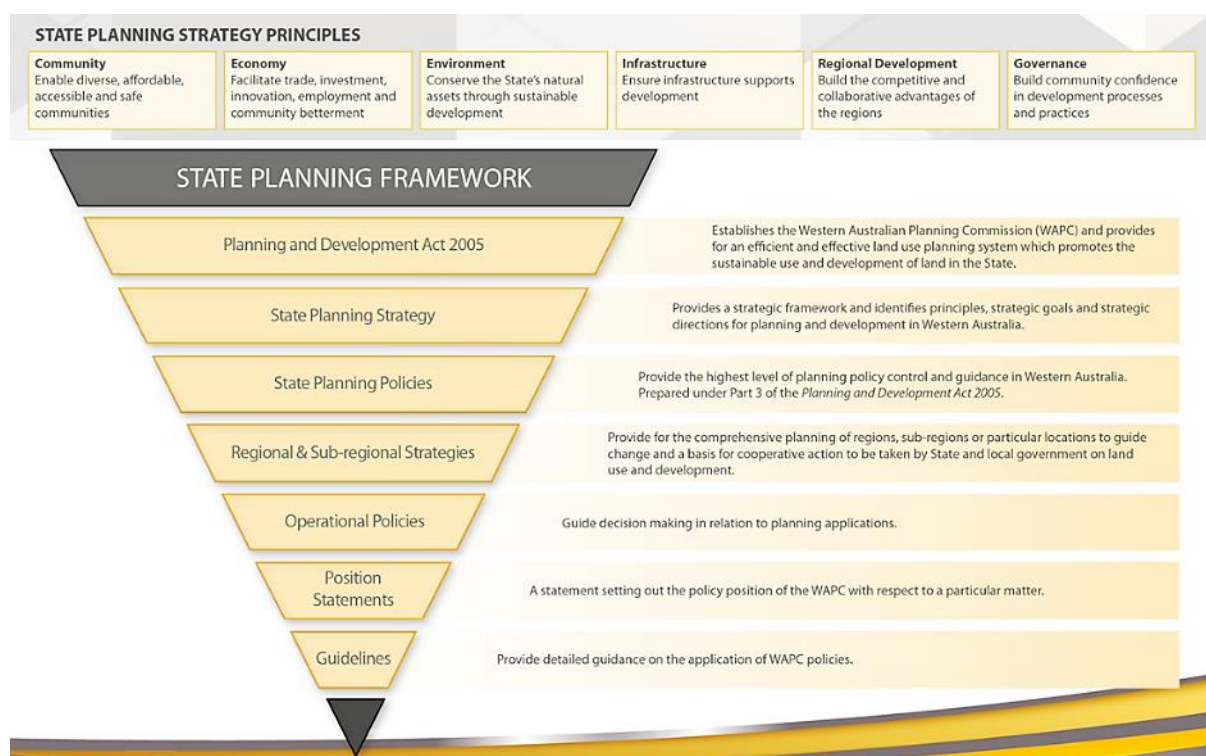 STATE PLANNING STRATEGY PRINCIPLES
Community
Enable diverse, affordable,
accessible and safe
communities
Economy
Facilitate trade, investment,
innovation, employment and
community betterment
Environment
Conserve the State's natural
assets through sustainable
development
Infrastructure
Ensure infrastructure supports
development
Regional Development
Build the competitive and
collaborative advantages of
the regions
Governance
Build community confidence
in development processes
and practices
STATE PLANNING FRAMEWORK
Planning and Development Act 2005
Establishes the Western Australian Planning Commission (WAPC) and provides
for an efficient and effective land use planning system which promotes the
sustainable use and development of land in the State.
State Planning Strategy
Provides a strategic framework and identifies principles, strategic goals and strategic
directions for planning and development in Western Australia.
State Planning Policies
Provide the highest level of planning policy control and guidance in Western Australia.
Prepared under Part 3 of the Planning and Development Act 2005.
Regional & Sub-regional Strategies
Provide for the comprehensive planning of regions, sub-regions or particular locations to guide
change and a basis for cooperative action to be taken by State and local government on land
use and development.
Operational Policies
Guide decision making in relation to planning applications.
Position
Statements
A statement setting out the policy position of the WAPC with respect to a particular matter.
Guidelines
Provide detailed guidance on the application of WAPC policies.